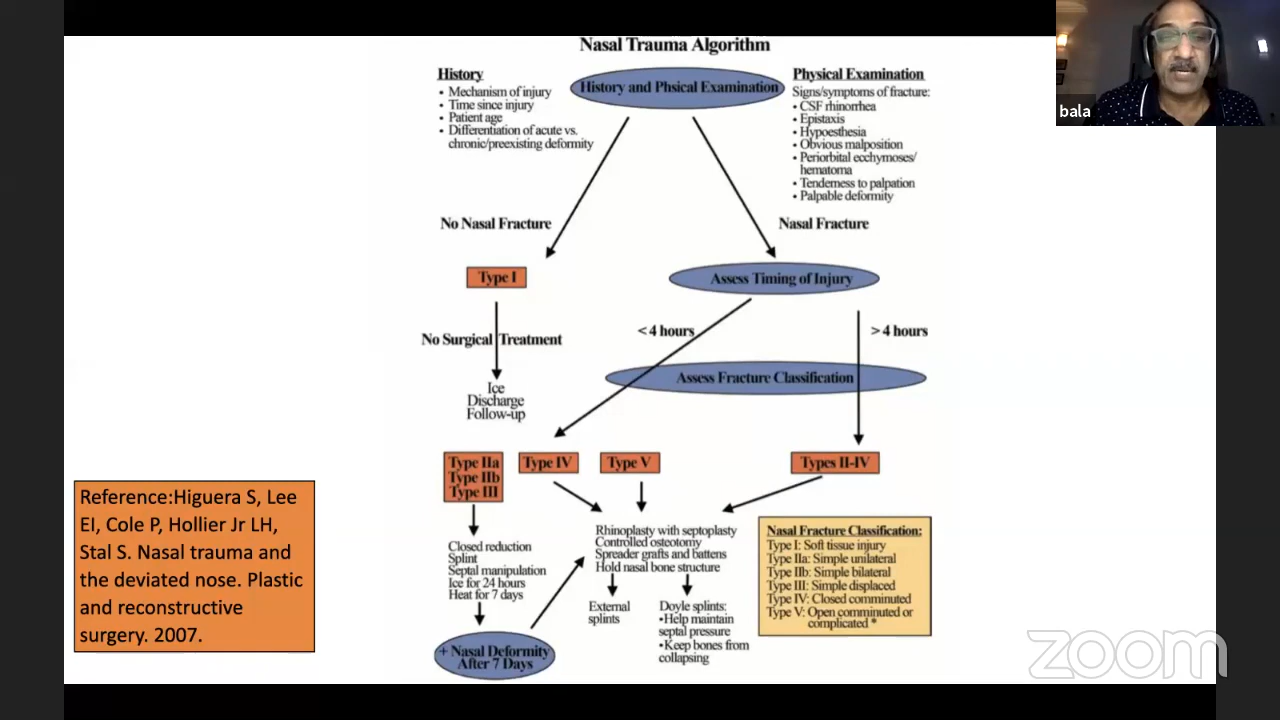 Nasal Trauma Algorithm
History
• Mechanism of injury
• Time since injury
• Patient age
• Differentiation of acute vs.
chronic/preexisting deformity
History and Phsical Examination
Physical Examination
Signs/symptoms of fracture:
• CSF rhinorrhea
• Epistaxis
• Hypoesthesia
• Obvious malposition
• Periorbital ecchymoses/
hematoma
• Tenderness to palpation
• Palpable deformity
bala
No Nasal Fracture
Nasal Fracture
Type I
Assess Timing of Injury
No Surgical Treatment
< 4 hours
> 4 hours
Assess Fracture Classification
Ice
Discharge
Follow-up
Type IIa
Type IIb
Type III
Type IV
Type V
Types II-IV
Closed reduction
Splint
Septal manipulation
Ice for 24 hours
Heat for 7 days
Rhinoplasty with septoplasty
Controlled osteotomy
Spreader grafts and battens
Hold nasal bone structure
External
splints
Doyle splints:
•Help maintain
septal pressure
•Keep bones from
collapsing
+ Nasal Deformity
After 7 Days
Nasal Fracture Classification:
Type I: Soft tissue injury
Type IIa: Simple unilateral
Type IIb: Simple bilateral
Type III: Simple displaced
Type IV: Closed comminuted
Type V: Open comminuted or
complicated *
Reference:Higuera S, Lee
EI, Cole P, Hollier Jr LH,
Stal S. Nasal trauma and
the deviated nose. Plastic
and reconstructive
surgery. 2007.
zoom